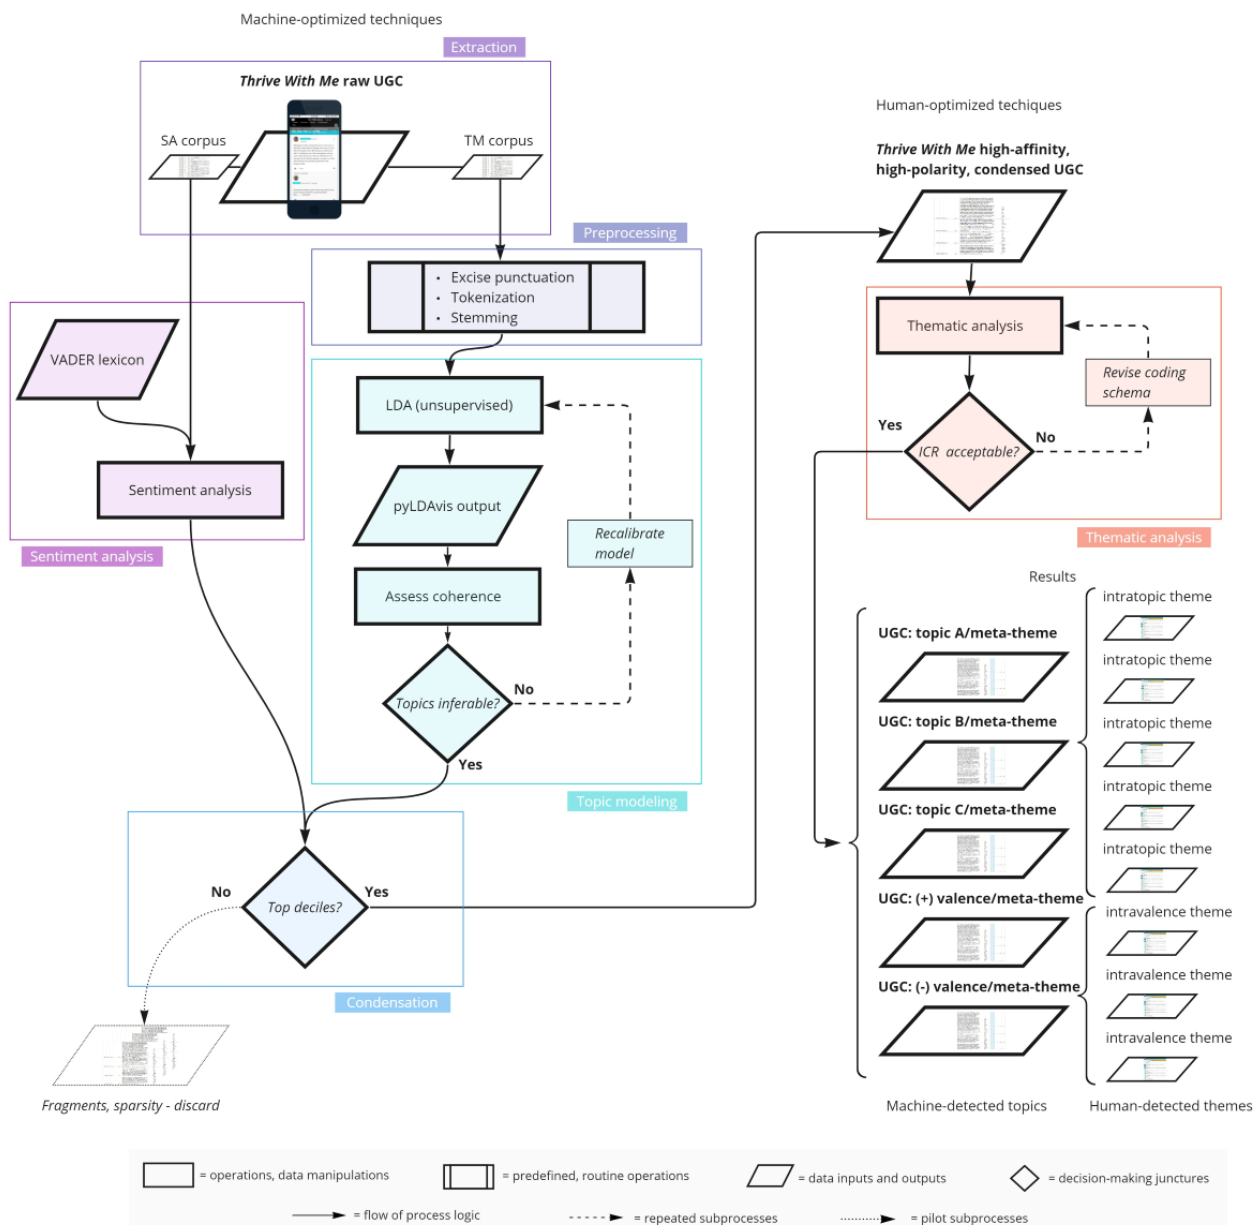 Machine-optimized techniques
Extraction
Thrive With Me raw UGC
SA corpus
TM corpus
Preprocessing
• Excise punctuation
• Tokenization
• Stemming
VADER lexicon
Sentiment analysis
Sentiment analysis
LDA (unsupervised)
pyLDAvis output
Recalibrate
model
Assess coherence
Topics inferable?
No
Yes
Topic modeling
Top deciles?
No
Yes
Condensation
Fragments, sparsity - discard
Human-optimized techiques
Thrive With Me high-affinity,
high-polarity, condensed UGC
Thematic analysis
Revise coding
schema
Yes
No
ICR acceptable?
Thematic analysis
Results
UGC: topic A/meta-theme
UGC: topic B/meta-theme
UGC: topic C/meta-theme
UGC: (+) valence/meta-theme
UGC: (-) valence/meta-theme
intratopic theme
intratopic theme
intratopic theme
intratopic theme
intratopic theme
intravalence theme
intravalence theme
intravalence theme
Machine-detected topics
Human-detected themes
= operations, data manipulations
= predefined, routine operations
= data inputs and outputs
= decision-making junctures
= flow of process logic
= repeated subprocesses
= pilot subprocesses